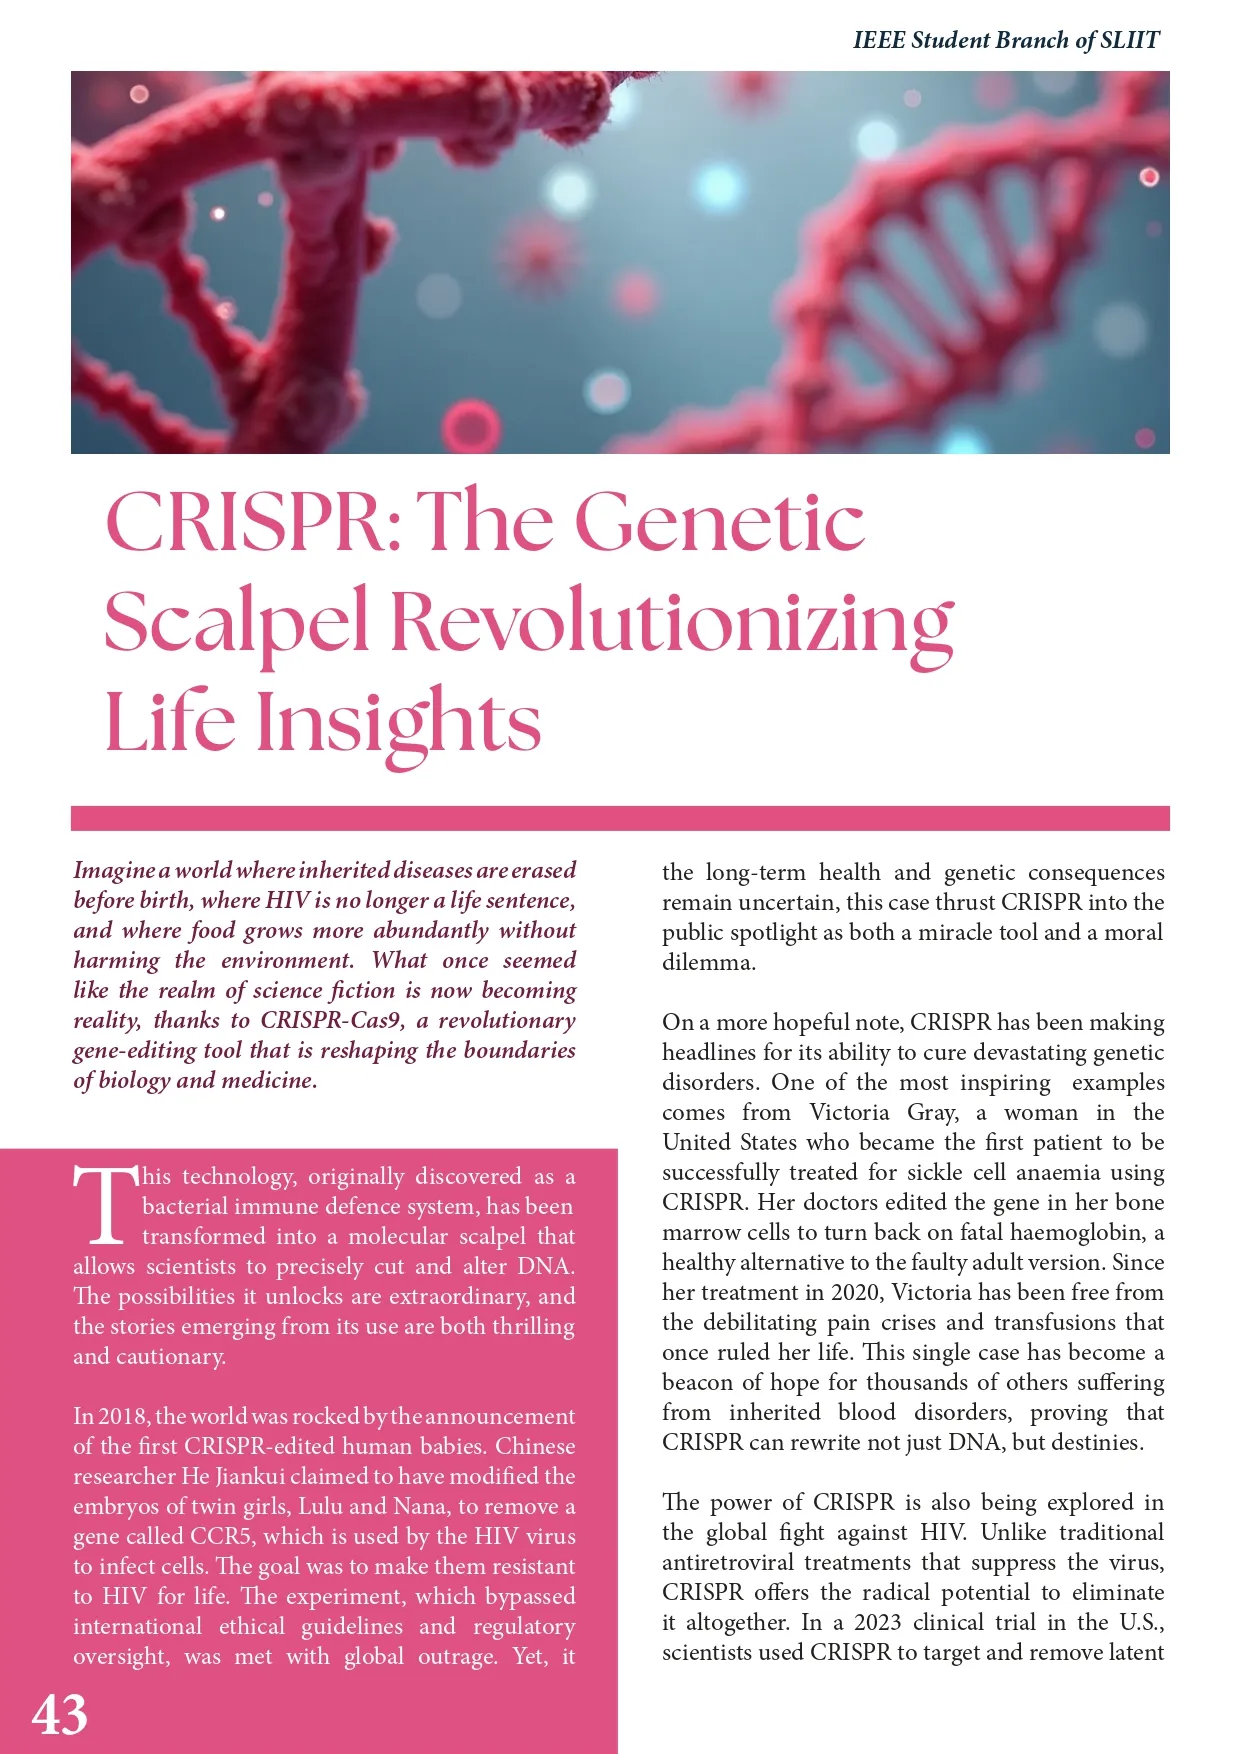 IEEE Student Branch of SLIIT
CRISPR: The Genetic
Scalpel Revolutionizing
Life Insights
Imagine a world where inherited diseases are erased
before birth, where HIV is no longer a life sentence,
and where food grows more abundantly without
harming the environment. What once seemed
like the realm of science fiction is now becoming
reality, thanks to CRISPR-Cas9, a revolutionary
gene-editing tool that is reshaping the boundaries
of biology and medicine.
This technology, originally discovered as a
bacterial immune defence system, has been
transformed into a molecular scalpel that
allows scientists to precisely cut and alter DNA.
The possibilities it unlocks are extraordinary, and
the stories emerging from its use are both thrilling
and cautionary.
In 2018, the world was rocked by the announcement
of the first CRISPR-edited human babies. Chinese
researcher He Jiankui claimed to have modified the
embryos of twin girls, Lulu and Nana, to remove a
gene called CCR5, which is used by the HIV virus
to infect cells. The goal was to make them resistant
to HIV for life. The experiment, which bypassed
international ethical guidelines and regulatory
oversight, was met with global outrage. Yet, it
the long-term health and genetic consequences
remain uncertain, this case thrust CRISPR into the
public spotlight as both a miracle tool and a moral
dilemma.
On a more hopeful note, CRISPR has been making
headlines for its ability to cure devastating genetic
disorders. One of the most inspiring examples
comes from Victoria Gray, a woman in the
United States who became the first patient to be
successfully treated for sickle cell anaemia using
CRISPR. Her doctors edited the gene in her bone
marrow cells to turn back on fatal haemoglobin, a
healthy alternative to the faulty adult version. Since
her treatment in 2020, Victoria has been free from
the debilitating pain crises and transfusions that
once ruled her life. This single case has become a
beacon of hope for thousands of others suffering
from inherited blood disorders, proving that
CRISPR can rewrite not just DNA, but destinies.
The power of CRISPR is also being explored in
the global fight against HIV. Unlike traditional
antiretroviral treatments that suppress the virus,
CRISPR offers the radical potential to eliminate
it altogether. In a 2023 clinical trial in the U.S.,
scientists used CRISPR to target and remove latent
43